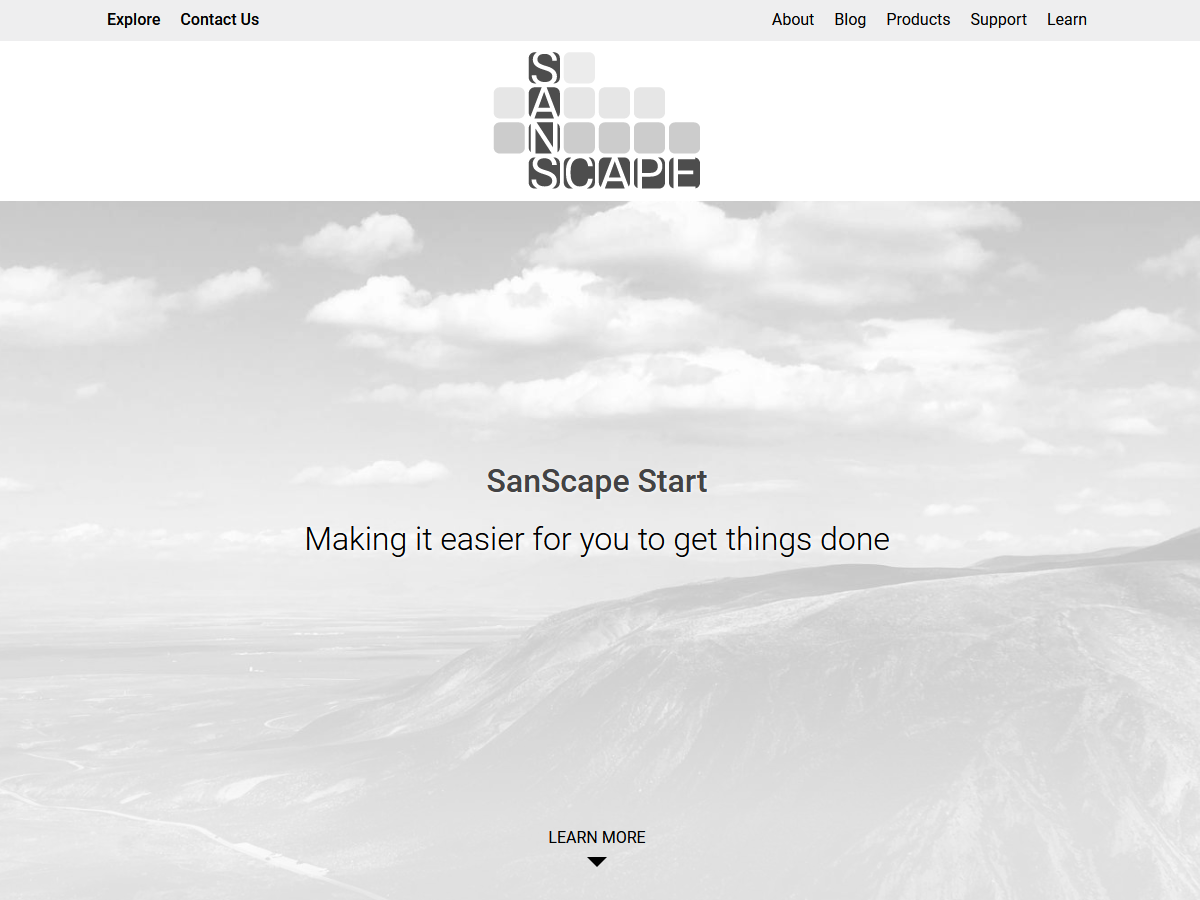 Explore Contact Us About Blog Products Support Learn
S
A
N
SCAPE
SanScape Start
Making it easier for you to get things done
LEARN MORE